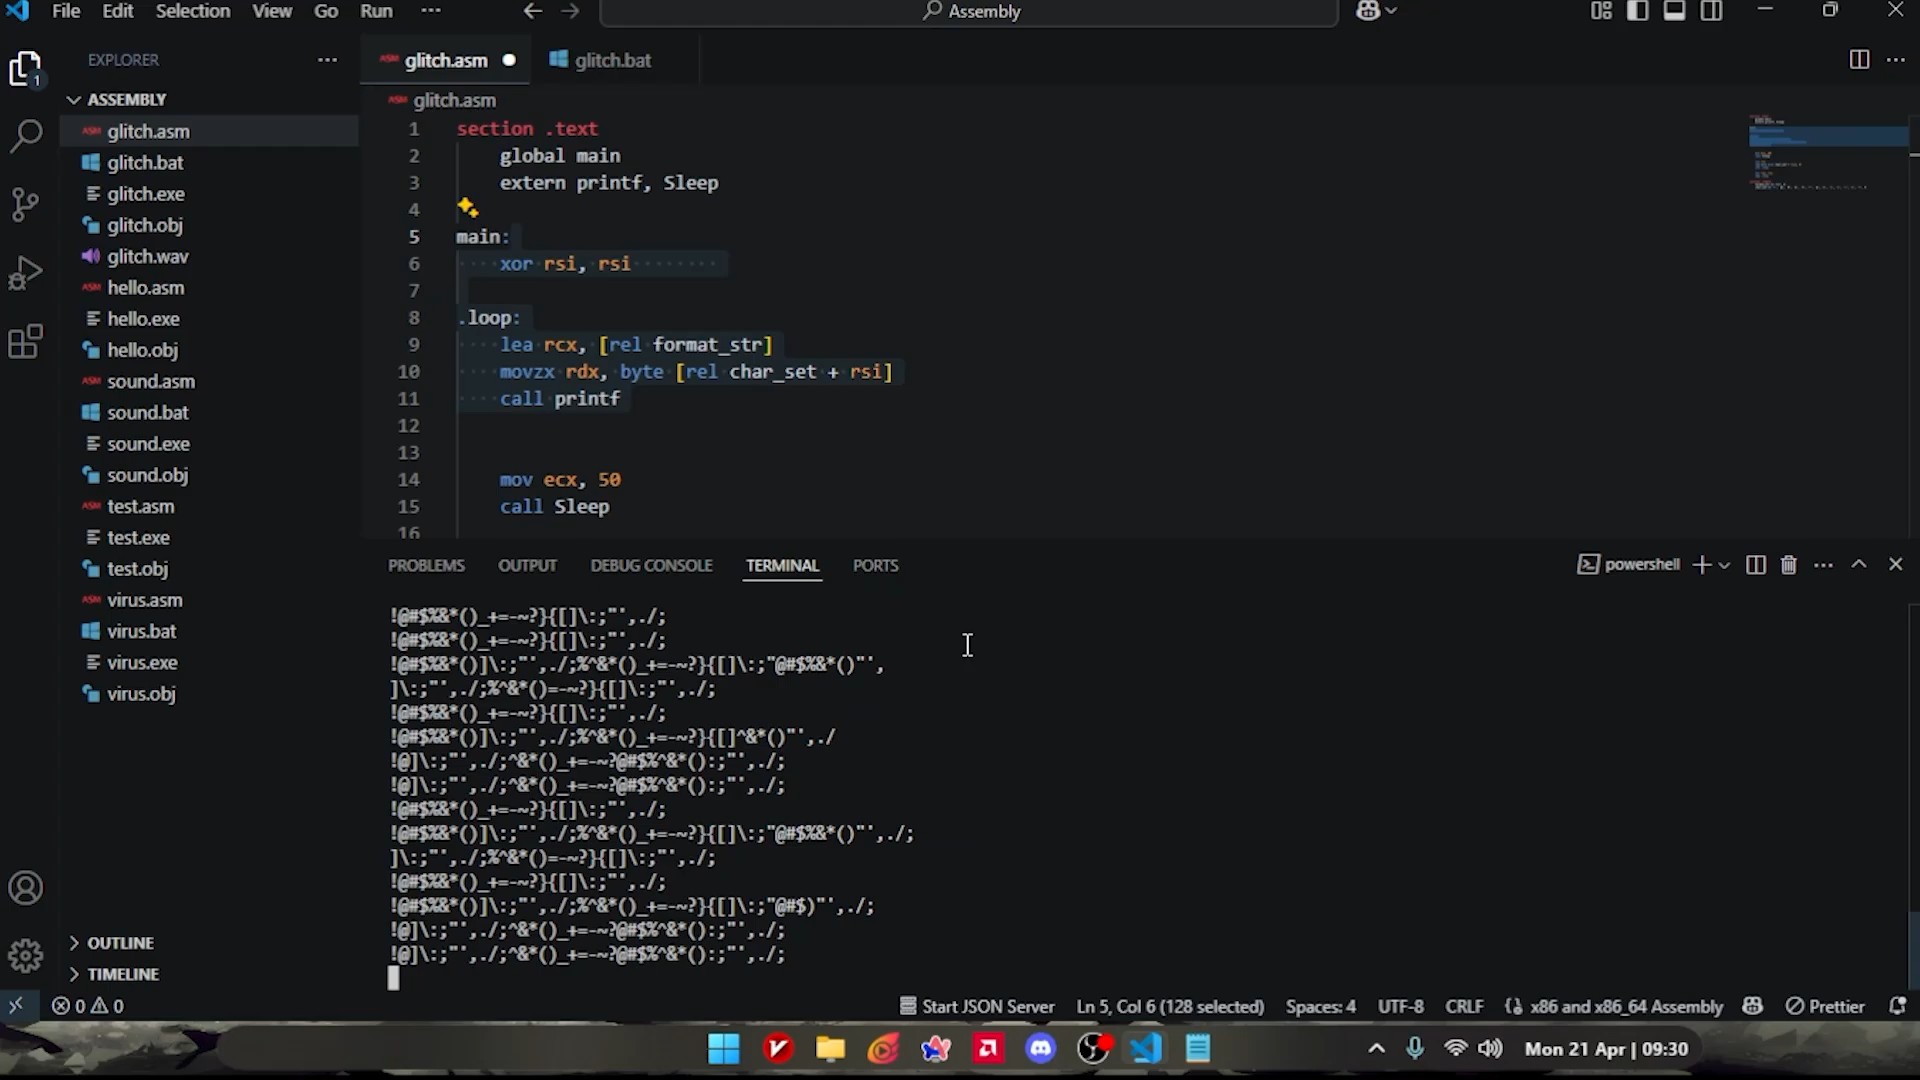 File Edit Selection View Go Run ··· Assembly
EXPLORER ···
ASSEMBLY
glitch.asm
glitch.bat
glitch.exe
glitch.obj
glitch.wav
hello.asm
hello.exe
hello.obj
sound.asm
sound.bat
sound.exe
sound.obj
test.asm
test.exe
test.obj
virus.asm
virus.bat
virus.exe
virus.obj
OUTLINE
TIMELINE
glitch.asm glitch.bat
glitch.asm
1 section .text
2 global main
3 extern printf, Sleep
4
5 main:
6 xor rsi, rsi
7
8 .loop:
9 lea rcx, [rel format_str]
10 movzx rdx, byte [rel char_set + rsi]
11 call printf
12
13
14 mov ecx, 50
15 call Sleep
16
PROBLEMS OUTPUT DEBUG CONSOLE TERMINAL PORTS powershell
!@#$%&*()_+=-~?}{[]\:;"',./;
!@#$%&*()_+=-~?}{[]\:;"',./;
!@#$%&*()]\:;"',./;%^&*()_+=-~?}{[]\:;"@#$%&*()"',
]\:;"',./;%^&*()=-~?}{[]\:;"',./;
!@#$%&*()_+=-~?}{[]\:;"',./;
!@#$%&*()]\:;"',./;%^&*()_+=-~?}{[]^&*()"',./
!@]\:;"',./;^&*()_+=-~?@#$%^&*():;"',./;
!@]\:;"',./;^&*()_+=-~?@#$%^&*():;"',./;
!@#$%&*()_+=-~?}{[]\:;"',./;
!@#$%&*()]\:;"',./;%^&*()_+=-~?}{[]\:;"@#$%&*()"',./;
]\:;"',./;%^&*()=-~?}{[]\:;"',./;
!@#$%&*()_+=-~?}{[]\:;"',./;
!@#$%&*()]\:;"',./;%^&*()_+=-~?}{[]\:;"@#$)"',./;
!@]\:;"',./;^&*()_+=-~?@#$%^&*():;"',./;
!@]\:;"',./;^&*()_+=-~?@#$%^&*():;"',./;
0 0 Start JSON Server Ln 5, Col 6 (128 selected) Spaces: 4 UTF-8 CRLF {} x86 and x86_64 Assembly Prettier
Mon 21 Apr | 09:30